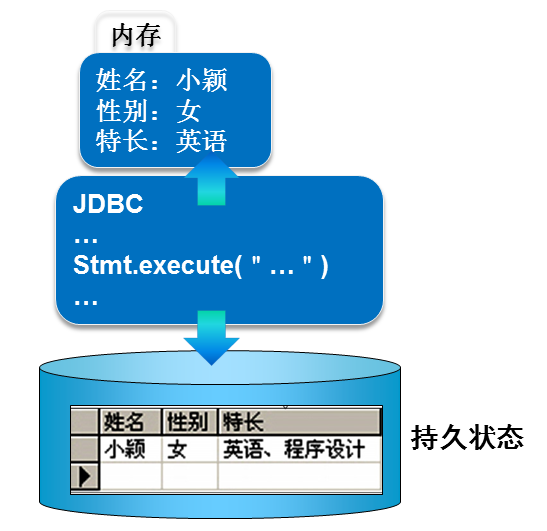 内存
姓名：小颖
性别：女
特长：英语
JDBC
…
Stmt.execute( " … " )
…
姓名 性别 特长
小颖 女 英语、程序设计
持久状态